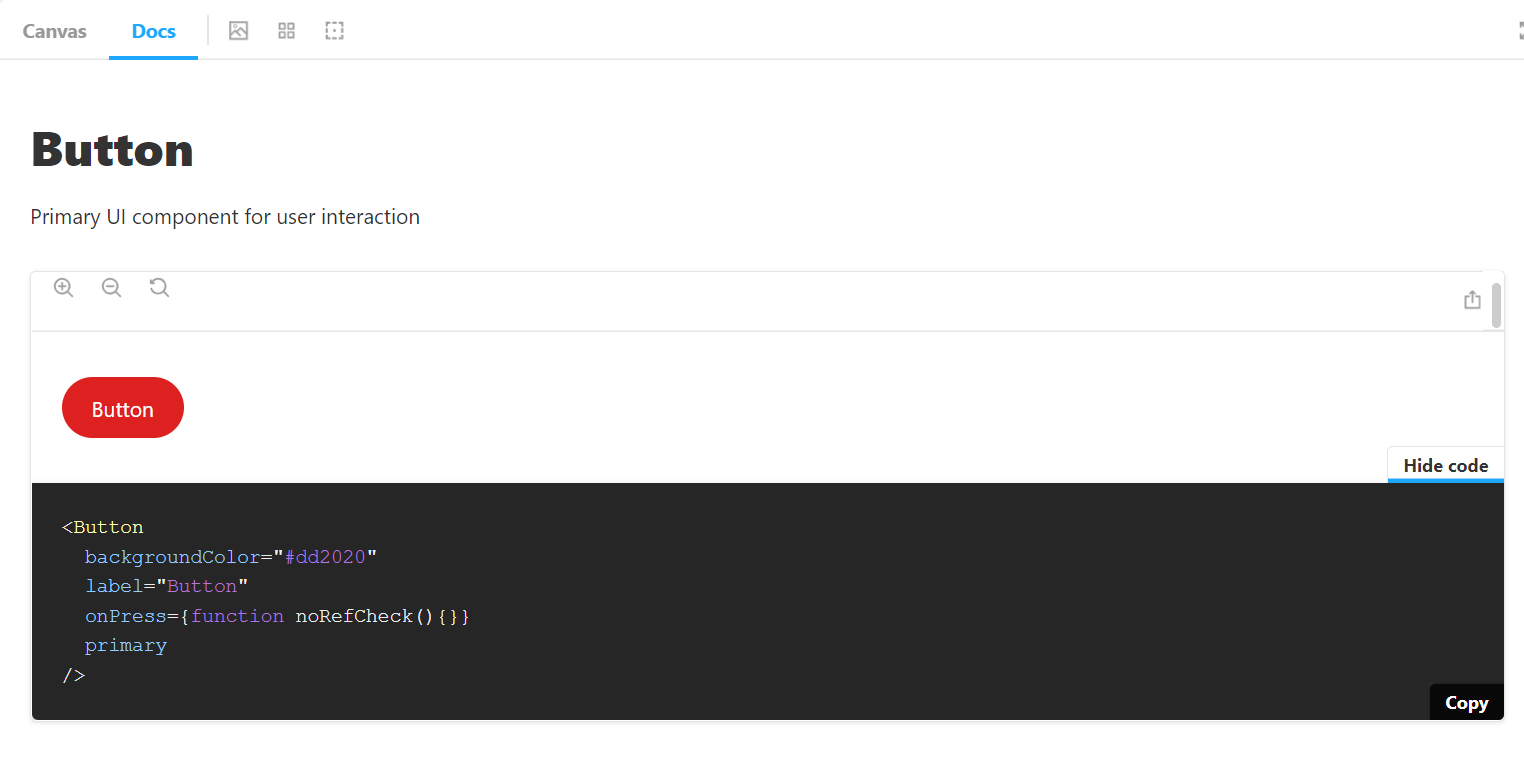 Canvas Docs
Button
Primary UI component for user interaction
Button
Hide code
<Button
  backgroundColor="#dd2020"
  label="Button"
  onPress={function noRefCheck(){}}
  primary
/>
Copy